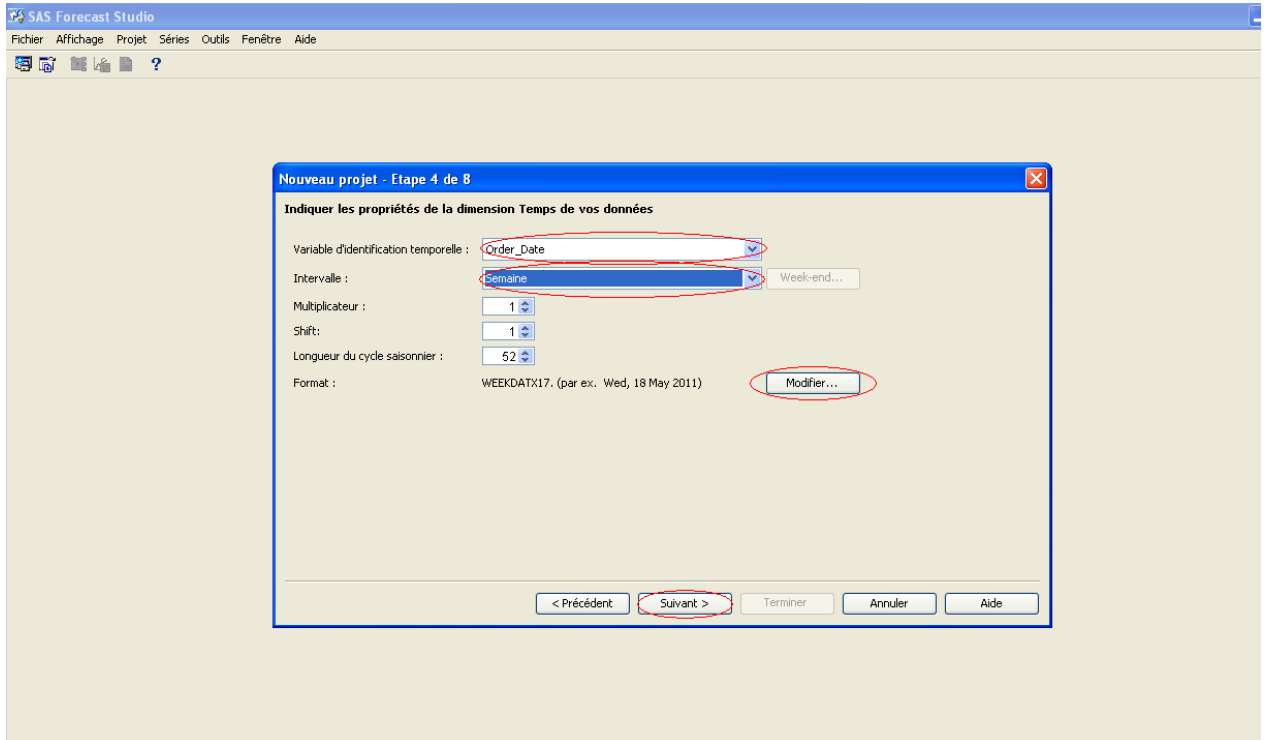 SAS Forecast Studio
Fichier Affichage Projet Séries Outils Fenêtre Aide
?
Nouveau projet - Etape 4 de 8
Indiquer les propriétés de la dimension Temps de vos données
Variable d'identification temporelle : Order_Date
Intervalle : Semaine Week-end...
Multiplicateur : 1
Shift: 1
Longueur du cycle saisonnier : 52
Format : WEEKDATX17. (par ex. Wed, 18 May 2011) Modifier...
< Précédent Suivant > Terminer Annuler Aide